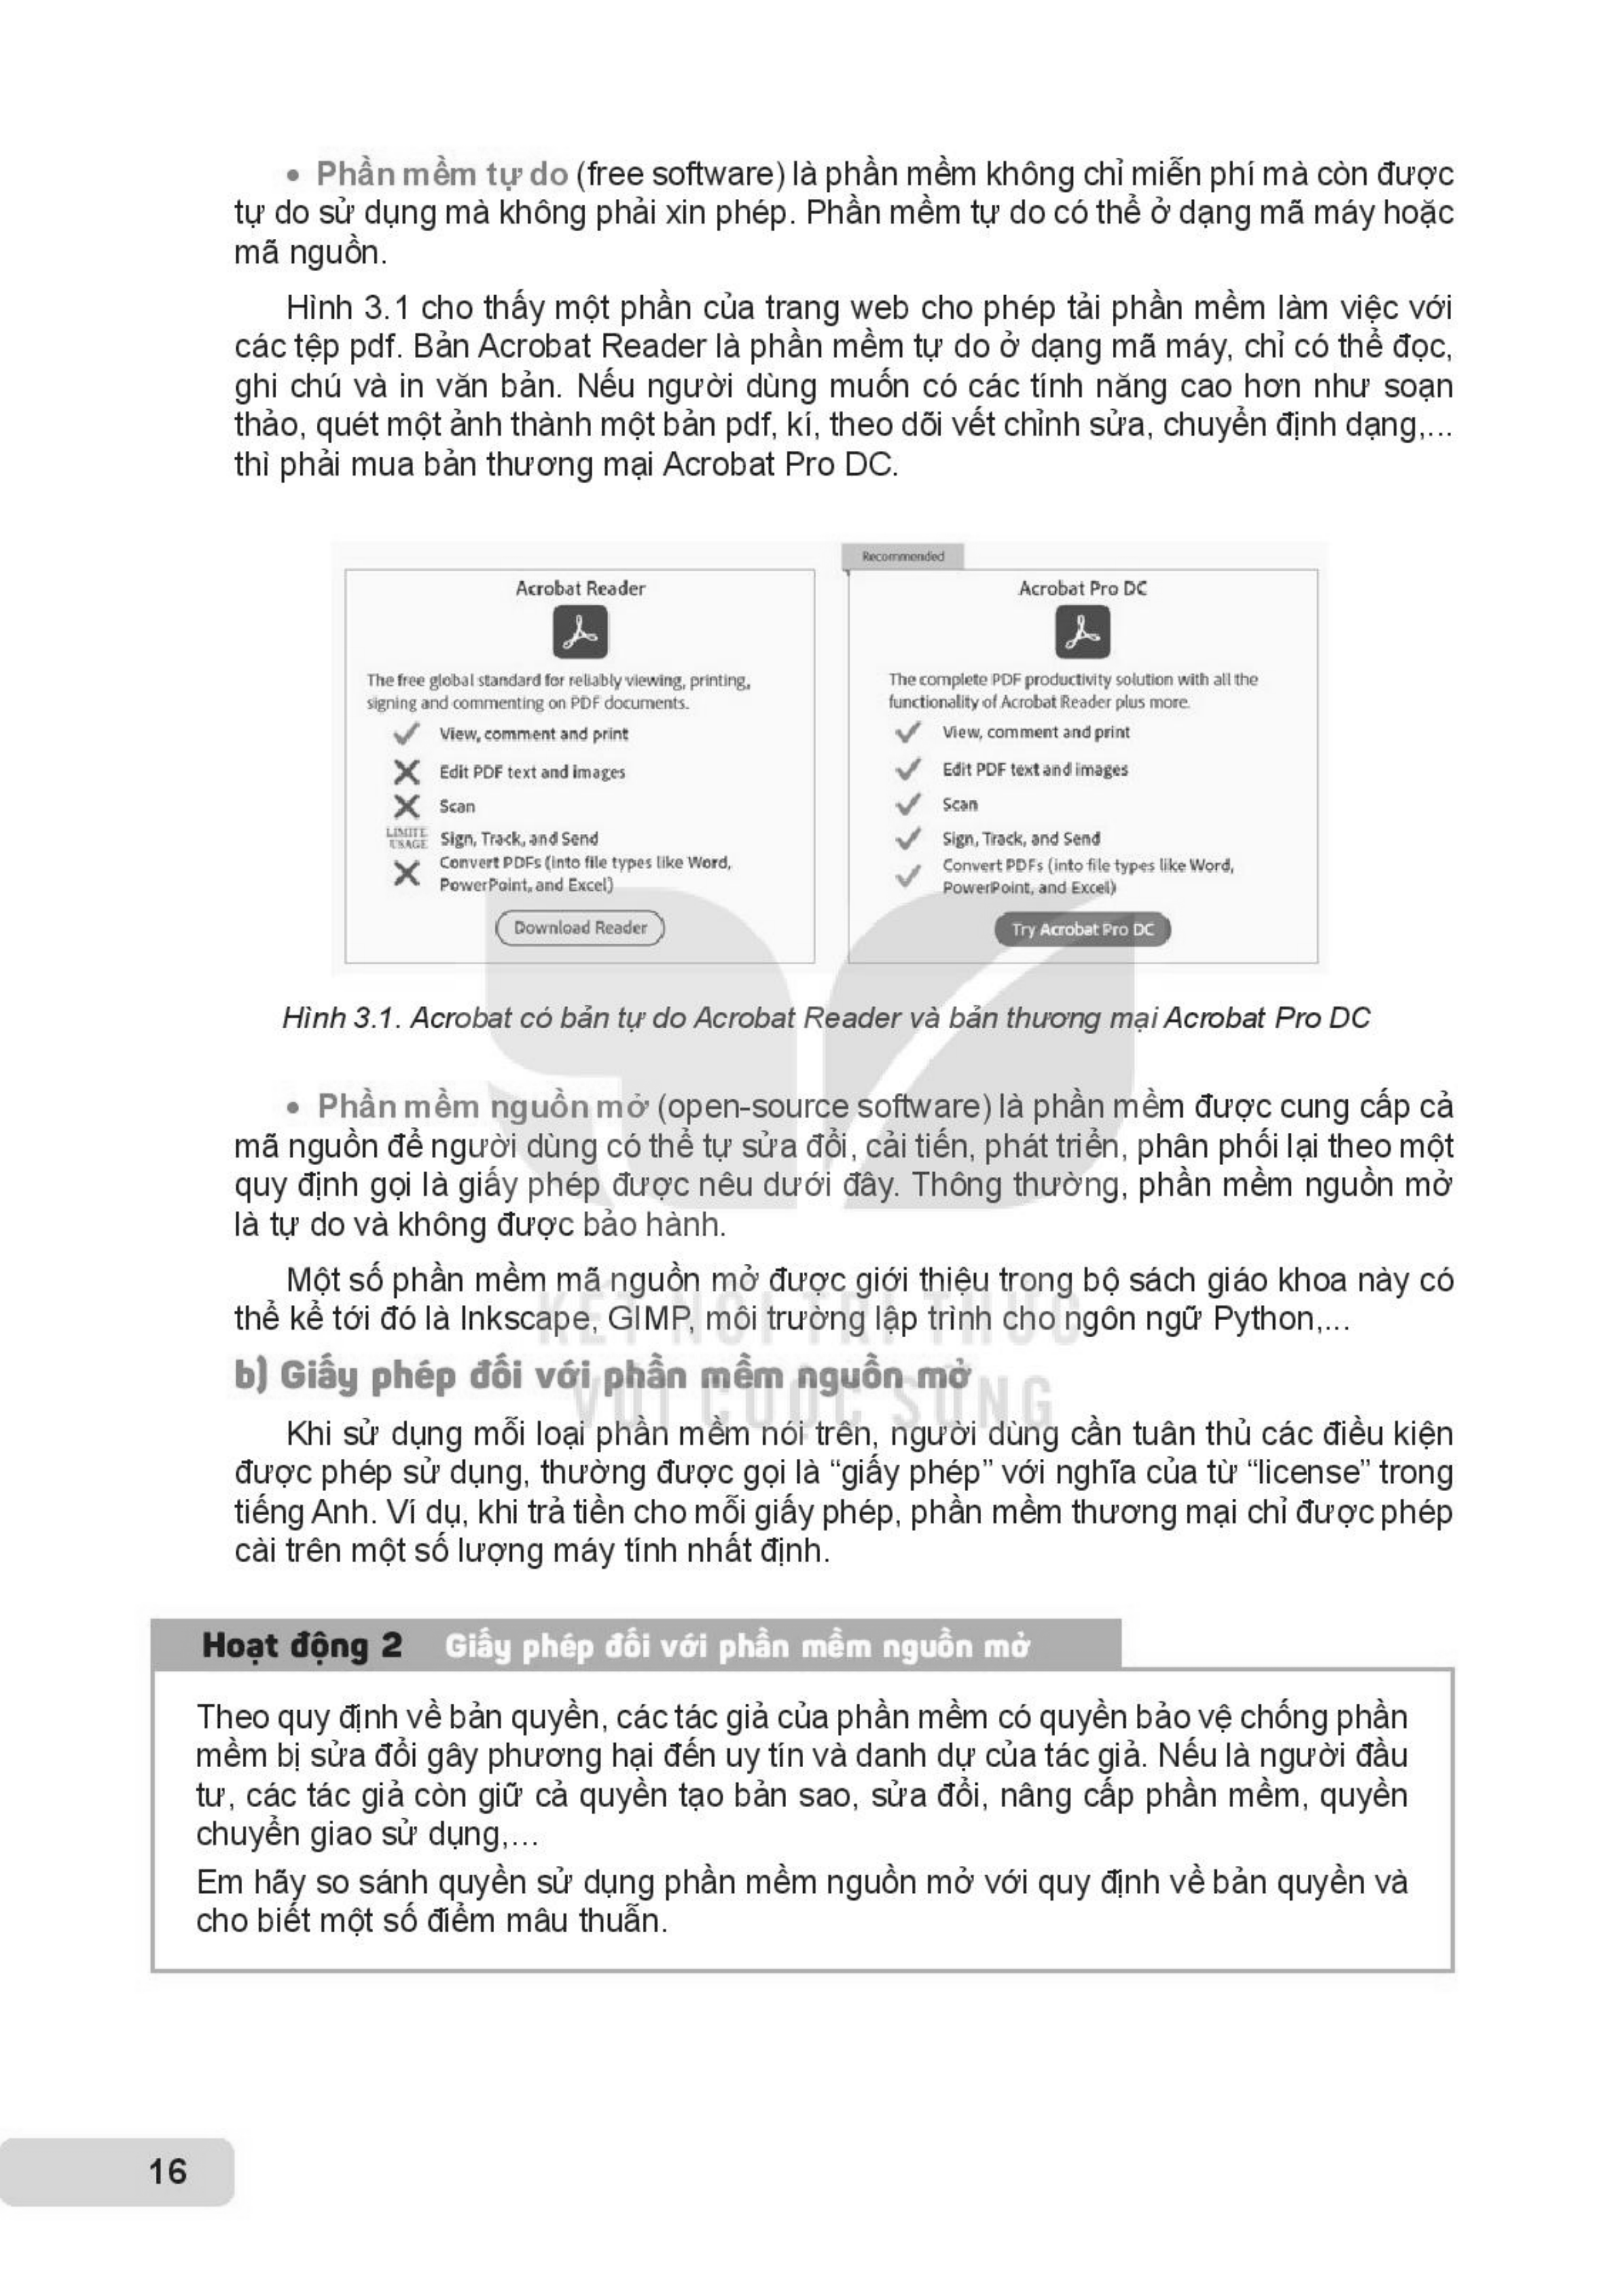 • Phần mềm tự do (free software) là phần mềm không chỉ miễn phí mà còn được
tự do sử dụng mà không phải xin phép. Phần mềm tự do có thể ở dạng mã máy hoặc
mã nguồn.
Hình 3.1 cho thấy một phần của trang web cho phép tải phần mềm làm việc với
các tệp pdf. Bản Acrobat Reader là phần mềm tự do ở dạng mã máy, chỉ có thể đọc,
ghi chú và in văn bản. Nếu người dùng muốn có các tính năng cao hơn như soạn
thảo, quét một ảnh thành một bản pdf, kí, theo dõi vết chỉnh sửa, chuyển định dạng,...
thì phải mua bản thương mại Acrobat Pro DC.
Acrobat Reader
The free global standard for reliably viewing, printing,
signing and commenting on PDF documents.
View, comment and print
Edit PDF text and images
Scan
LIMITE
USAGE
Sign, Track, and Send
Convert PDFs (into file types like Word,
PowerPoint, and Excel)
Download Reader
Recommended
Acrobat Pro DC
The complete PDF productivity solution with all the
functionality of Acrobat Reader plus more.
View, comment and print
Edit PDF text and images
Scan
Sign, Track, and Send
Convert PDFs (into file types like Word,
PowerPoint, and Excel)
Try Acrobat Pro DC
Hình 3.1. Acrobat có bản tự do Acrobat Reader và bản thương mại Acrobat Pro DC
• Phần mềm nguồn mở (open-source software) là phần mềm được cung cấp cả
mã nguồn để người dùng có thể tự sửa đổi, cải tiến, phát triển, phân phối lại theo một
quy định gọi là giấy phép được nêu dưới đây. Thông thường, phần mềm nguồn mở
là tự do và không được bảo hành.
Một số phần mềm mã nguồn mở được giới thiệu trong bộ sách giáo khoa này có
thể kể tới đó là Inkscape, GIMP, môi trường lập trình cho ngôn ngữ Python,...
KẾT NỐI TRI THỨC
VỚI CUỘC SỐNG
b) Giấy phép đối với phần mềm nguồn mở
Khi sử dụng mỗi loại phần mềm nói trên, người dùng cần tuân thủ các điều kiện
được phép sử dụng, thường được gọi là “giấy phép” với nghĩa của từ “license” trong
tiếng Anh. Ví dụ, khi trả tiền cho mỗi giấy phép, phần mềm thương mại chỉ được phép
cài trên một số lượng máy tính nhất định.
Hoạt động 2 Giấy phép đối với phần mềm nguồn mở
Theo quy định về bản quyền, các tác giả của phần mềm có quyền bảo vệ chống phần
mềm bị sửa đổi gây phương hại đến uy tín và danh dự của tác giả. Nếu là người đầu
tư, các tác giả còn giữ cả quyền tạo bản sao, sửa đổi, nâng cấp phần mềm, quyền
chuyển giao sử dụng,...
Em hãy so sánh quyền sử dụng phần mềm nguồn mở với quy định về bản quyền và
cho biết một số điểm mâu thuẫn.
16